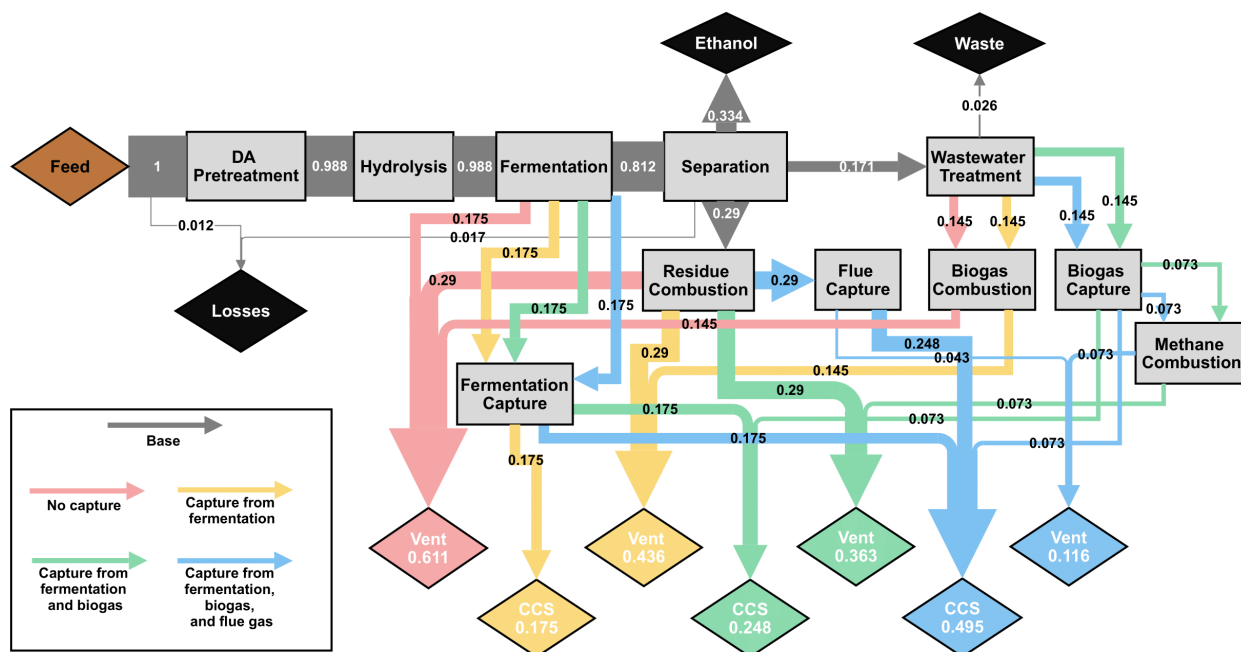 Ethanol
Waste
0.026
0.334
Feed
1
DA
Pretreatment
0.988
Hydrolysis
0.988
Fermentation
0.812
Separation
0.171
Wastewater
Treatment
0.012
0.175
0.017
0.29
0.145
0.145
0.145
0.145
0.175
Losses
0.29
Residue
Combustion
0.29
Flue
Capture
Biogas
Combustion
Biogas
Capture
0.073
0.175
0.175
0.073
0.145
0.29
0.248
0.043
0.073
Methane
Combustion
0.145
Fermentation
Capture
0.29
0.175
0.073
0.073
0.175
0.073
0.175
Base
No capture
Capture from
fermentation
Capture from
fermentation
and biogas
Capture from
fermentation,
biogas,
and flue gas
Vent
0.611
Vent
0.436
Vent
0.363
Vent
0.116
CCS
0.175
CCS
0.248
CCS
0.495